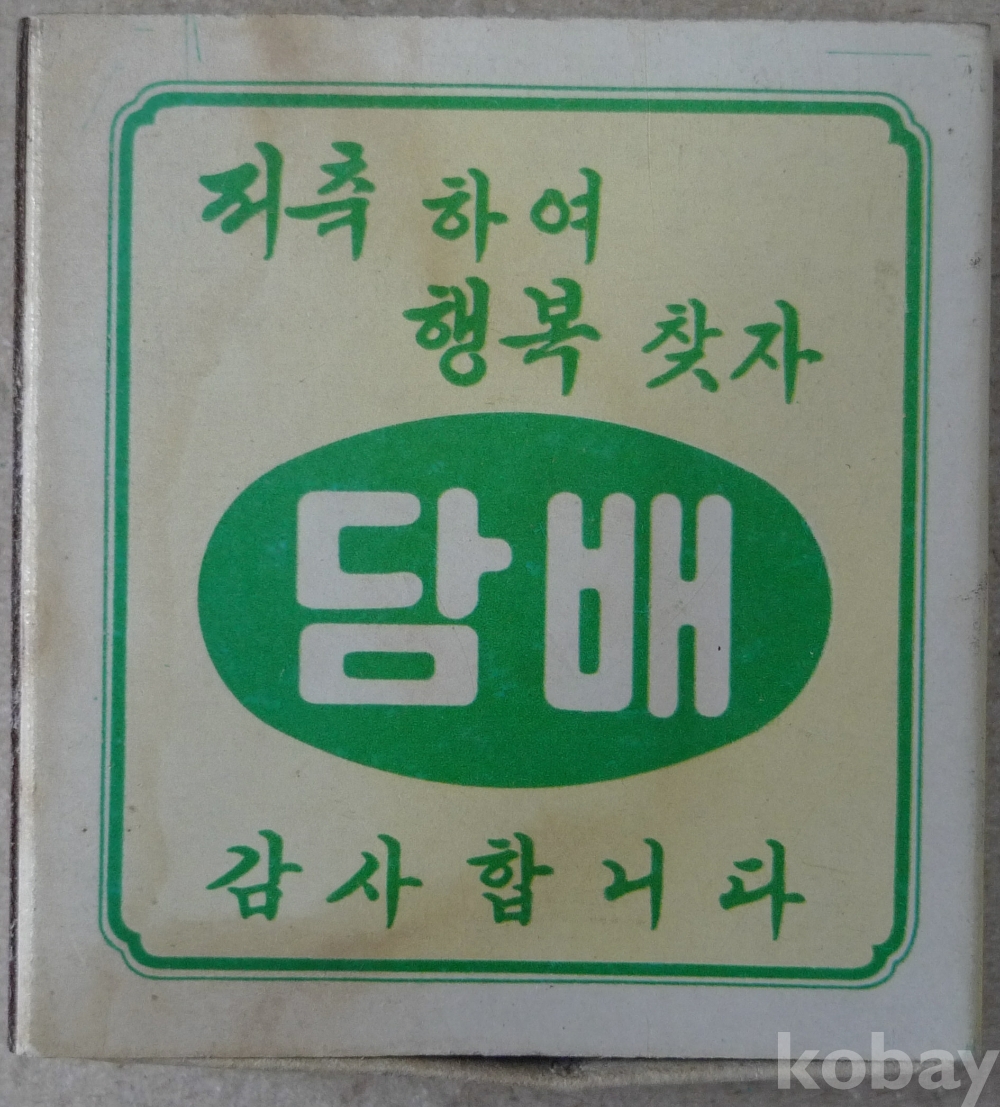 저축 하여
행복 찾자
담배
감사합니다
kobay